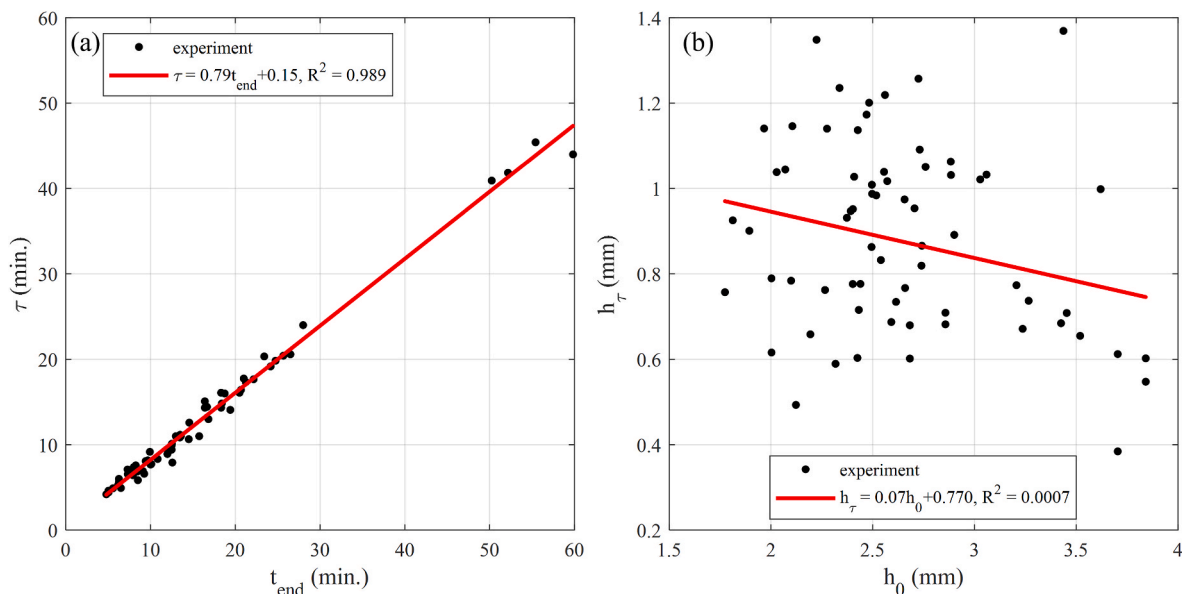 (a)
experiment
τ = 0.79t_end+0.15, R² = 0.989
60
50
40
30
20
10
0
τ (min.)
0 10 20 30 40 50 60
t_end (min.)
(b)
1.4
1.2
1
0.8
0.6
0.4
0.2
h_τ (mm)
experiment
h_τ = 0.07h_0+0.770, R² = 0.0007
1.5 2 2.5 3 3.5 4
h_0 (mm)